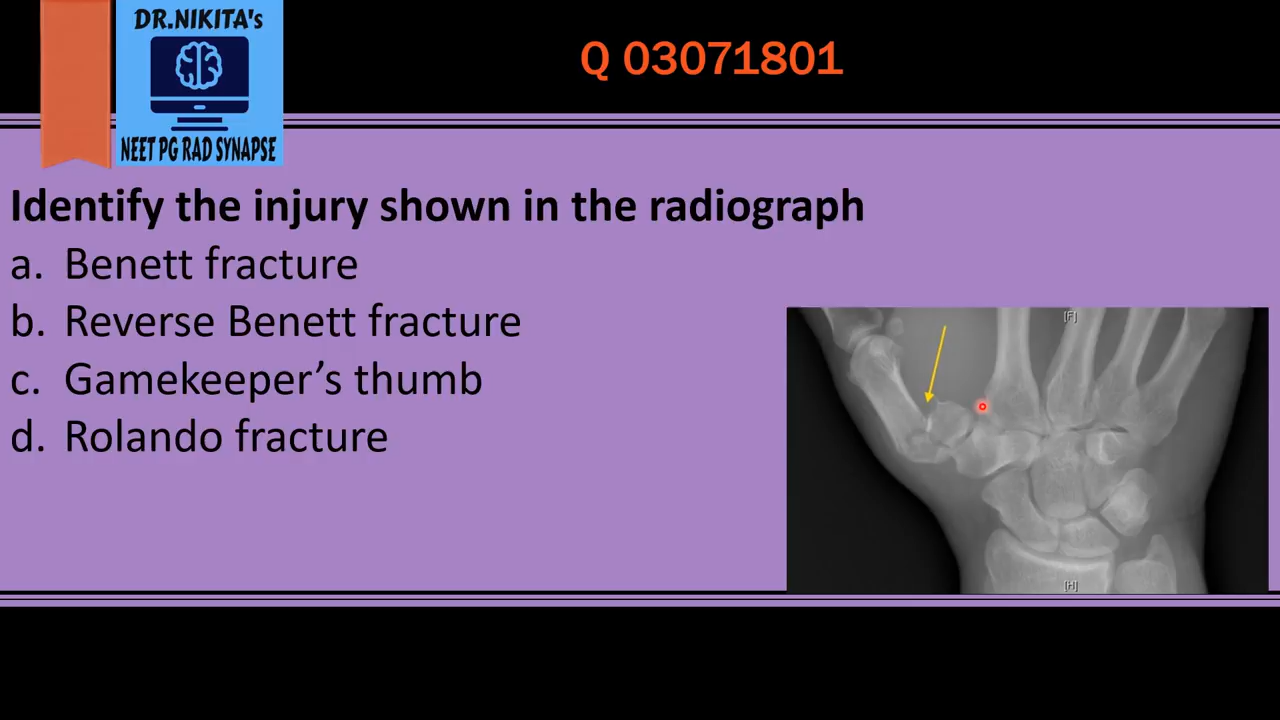 DR.NIKITA's
NEET PG RAD SYNAPSE
Q 03071801
Identify the injury shown in the radiograph
a. Benett fracture
b. Reverse Benett fracture
c. Gamekeeper’s thumb
d. Rolando fracture
[F]
[H]